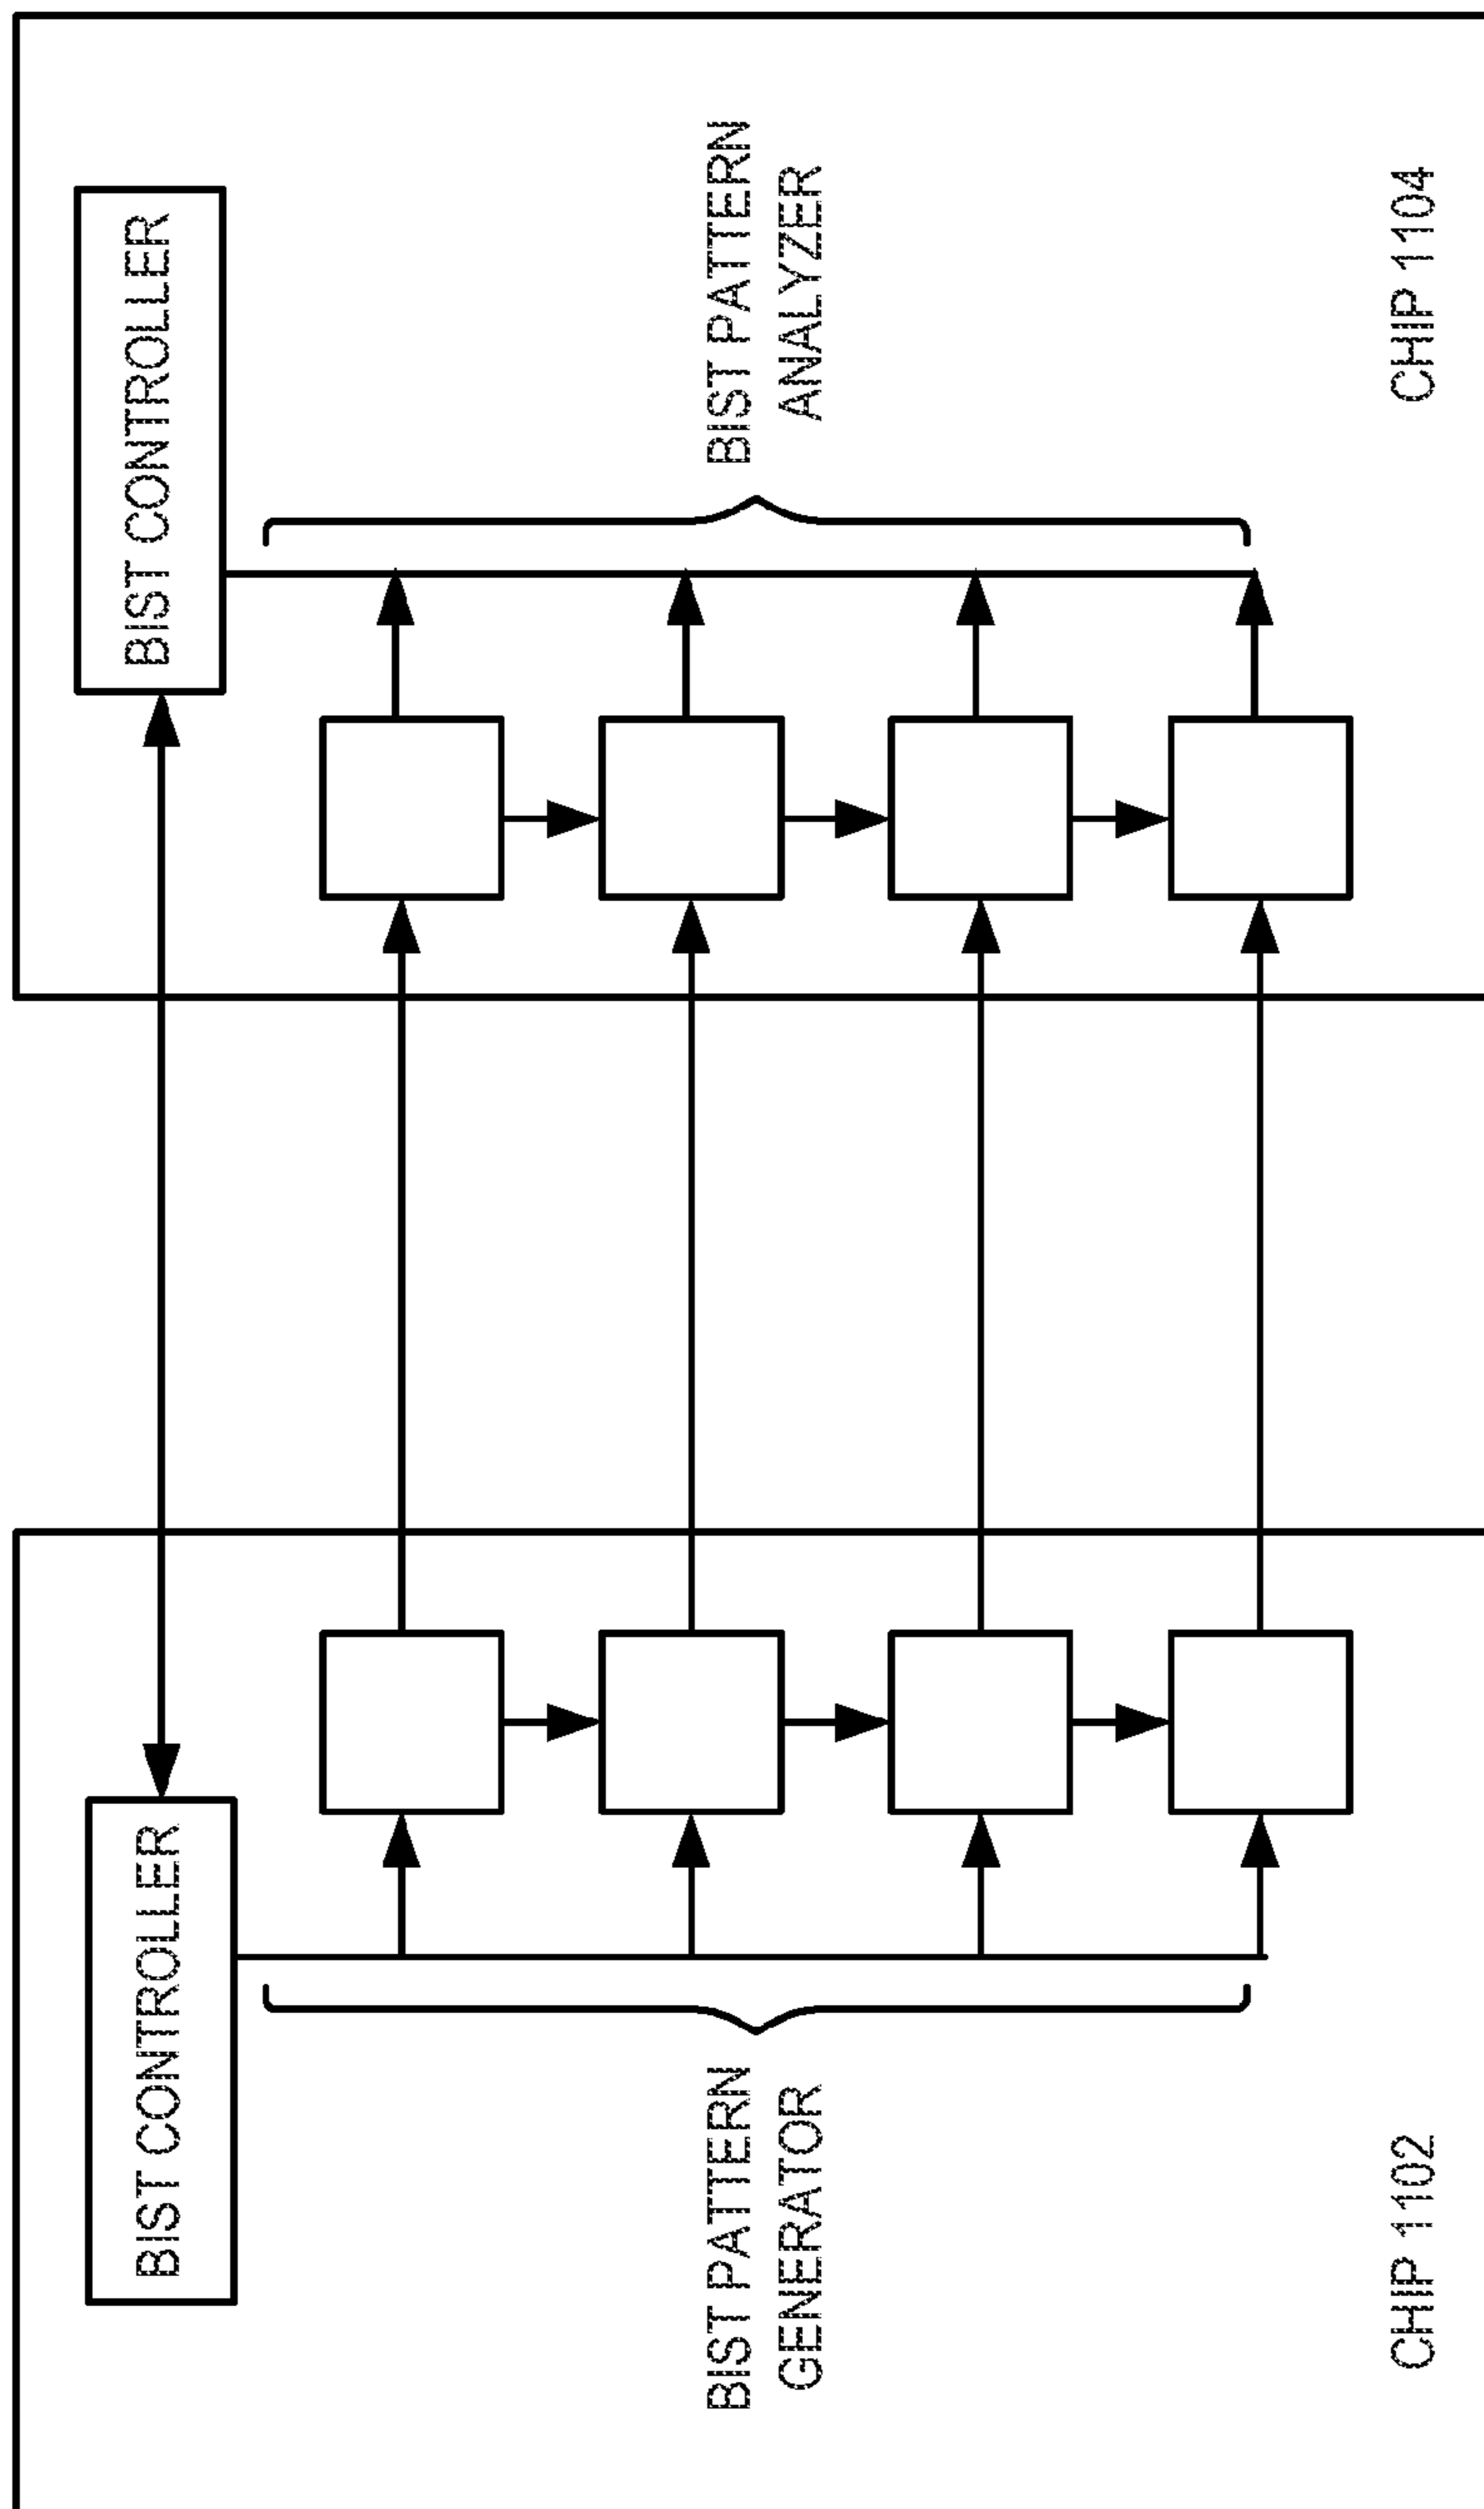 BIST CONTROLLER
BIST CONTROLLER
BIST PATTERN
GENERATOR
BIST PATTERN
ANALYZER
CHIP 1102
CHIP 1104